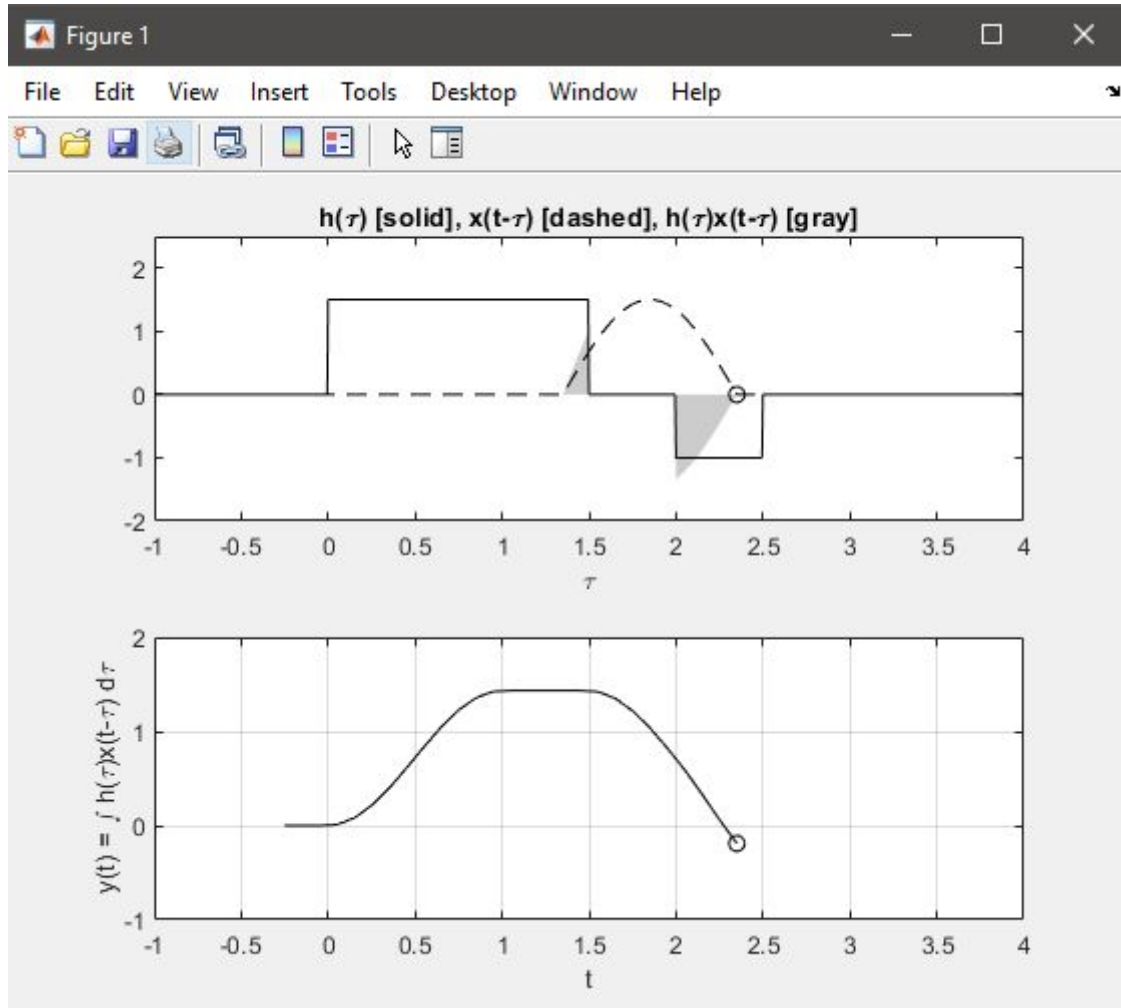 Figure 1
File Edit View Insert Tools Desktop Window Help
h(τ) [solid], x(t-τ) [dashed], h(τ)x(t-τ) [gray]
2
1
0
-1
-2
-1 -0.5 0 0.5 1 1.5 2 2.5 3 3.5 4
τ
y(t) = ∫ h(τ)x(t-τ) dτ
2
1
0
-1
-1 -0.5 0 0.5 1 1.5 2 2.5 3 3.5 4
t